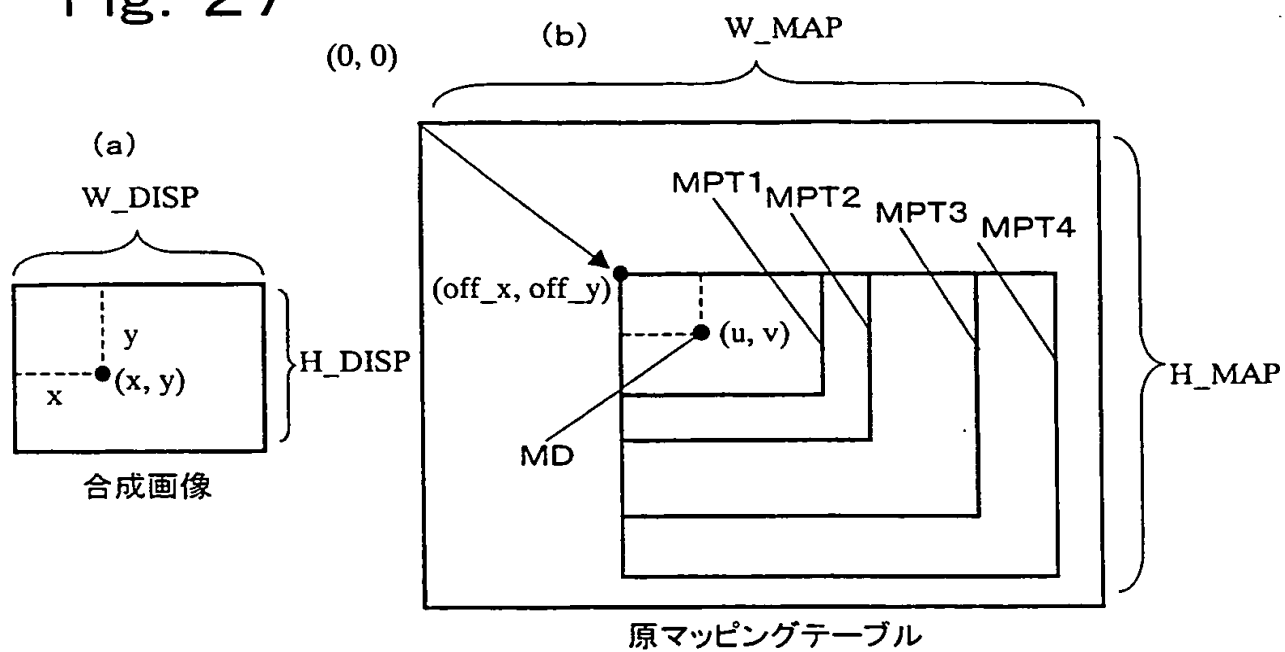 Fig. 27
(a)
W_DISP
y
x
(x, y)
H_DISP
合成画像
(b)
(0, 0)
W_MAP
MPT1
MPT2
MPT3
MPT4
(off_x, off_y)
(u, v)
MD
H_MAP
原マッピングテーブル